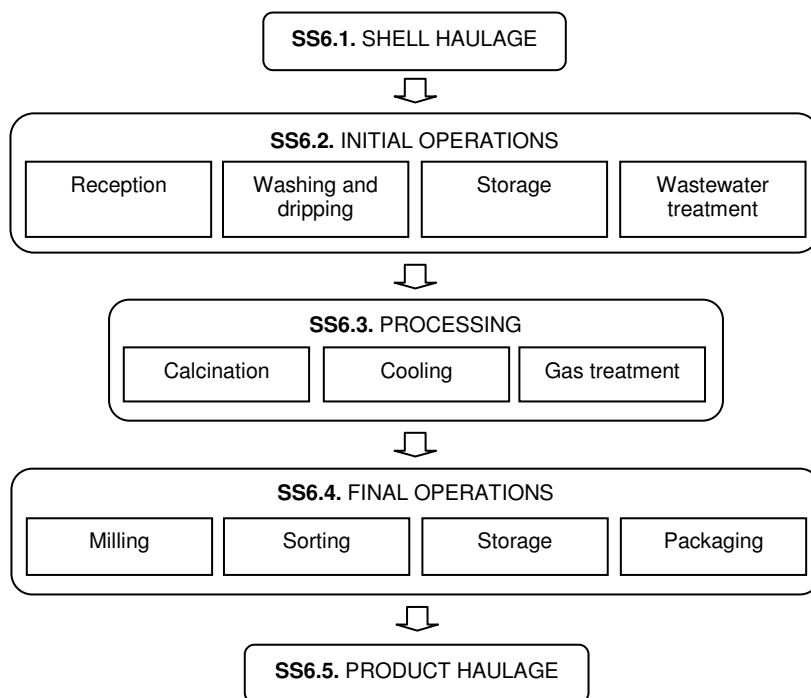 SS6.1. SHELL HAULAGE
SS6.2. INITIAL OPERATIONS
Reception
Washing and
dripping
Storage
Wastewater
treatment
SS6.3. PROCESSING
Calcination
Cooling
Gas treatment
SS6.4. FINAL OPERATIONS
Milling
Sorting
Storage
Packaging
SS6.5. PRODUCT HAULAGE